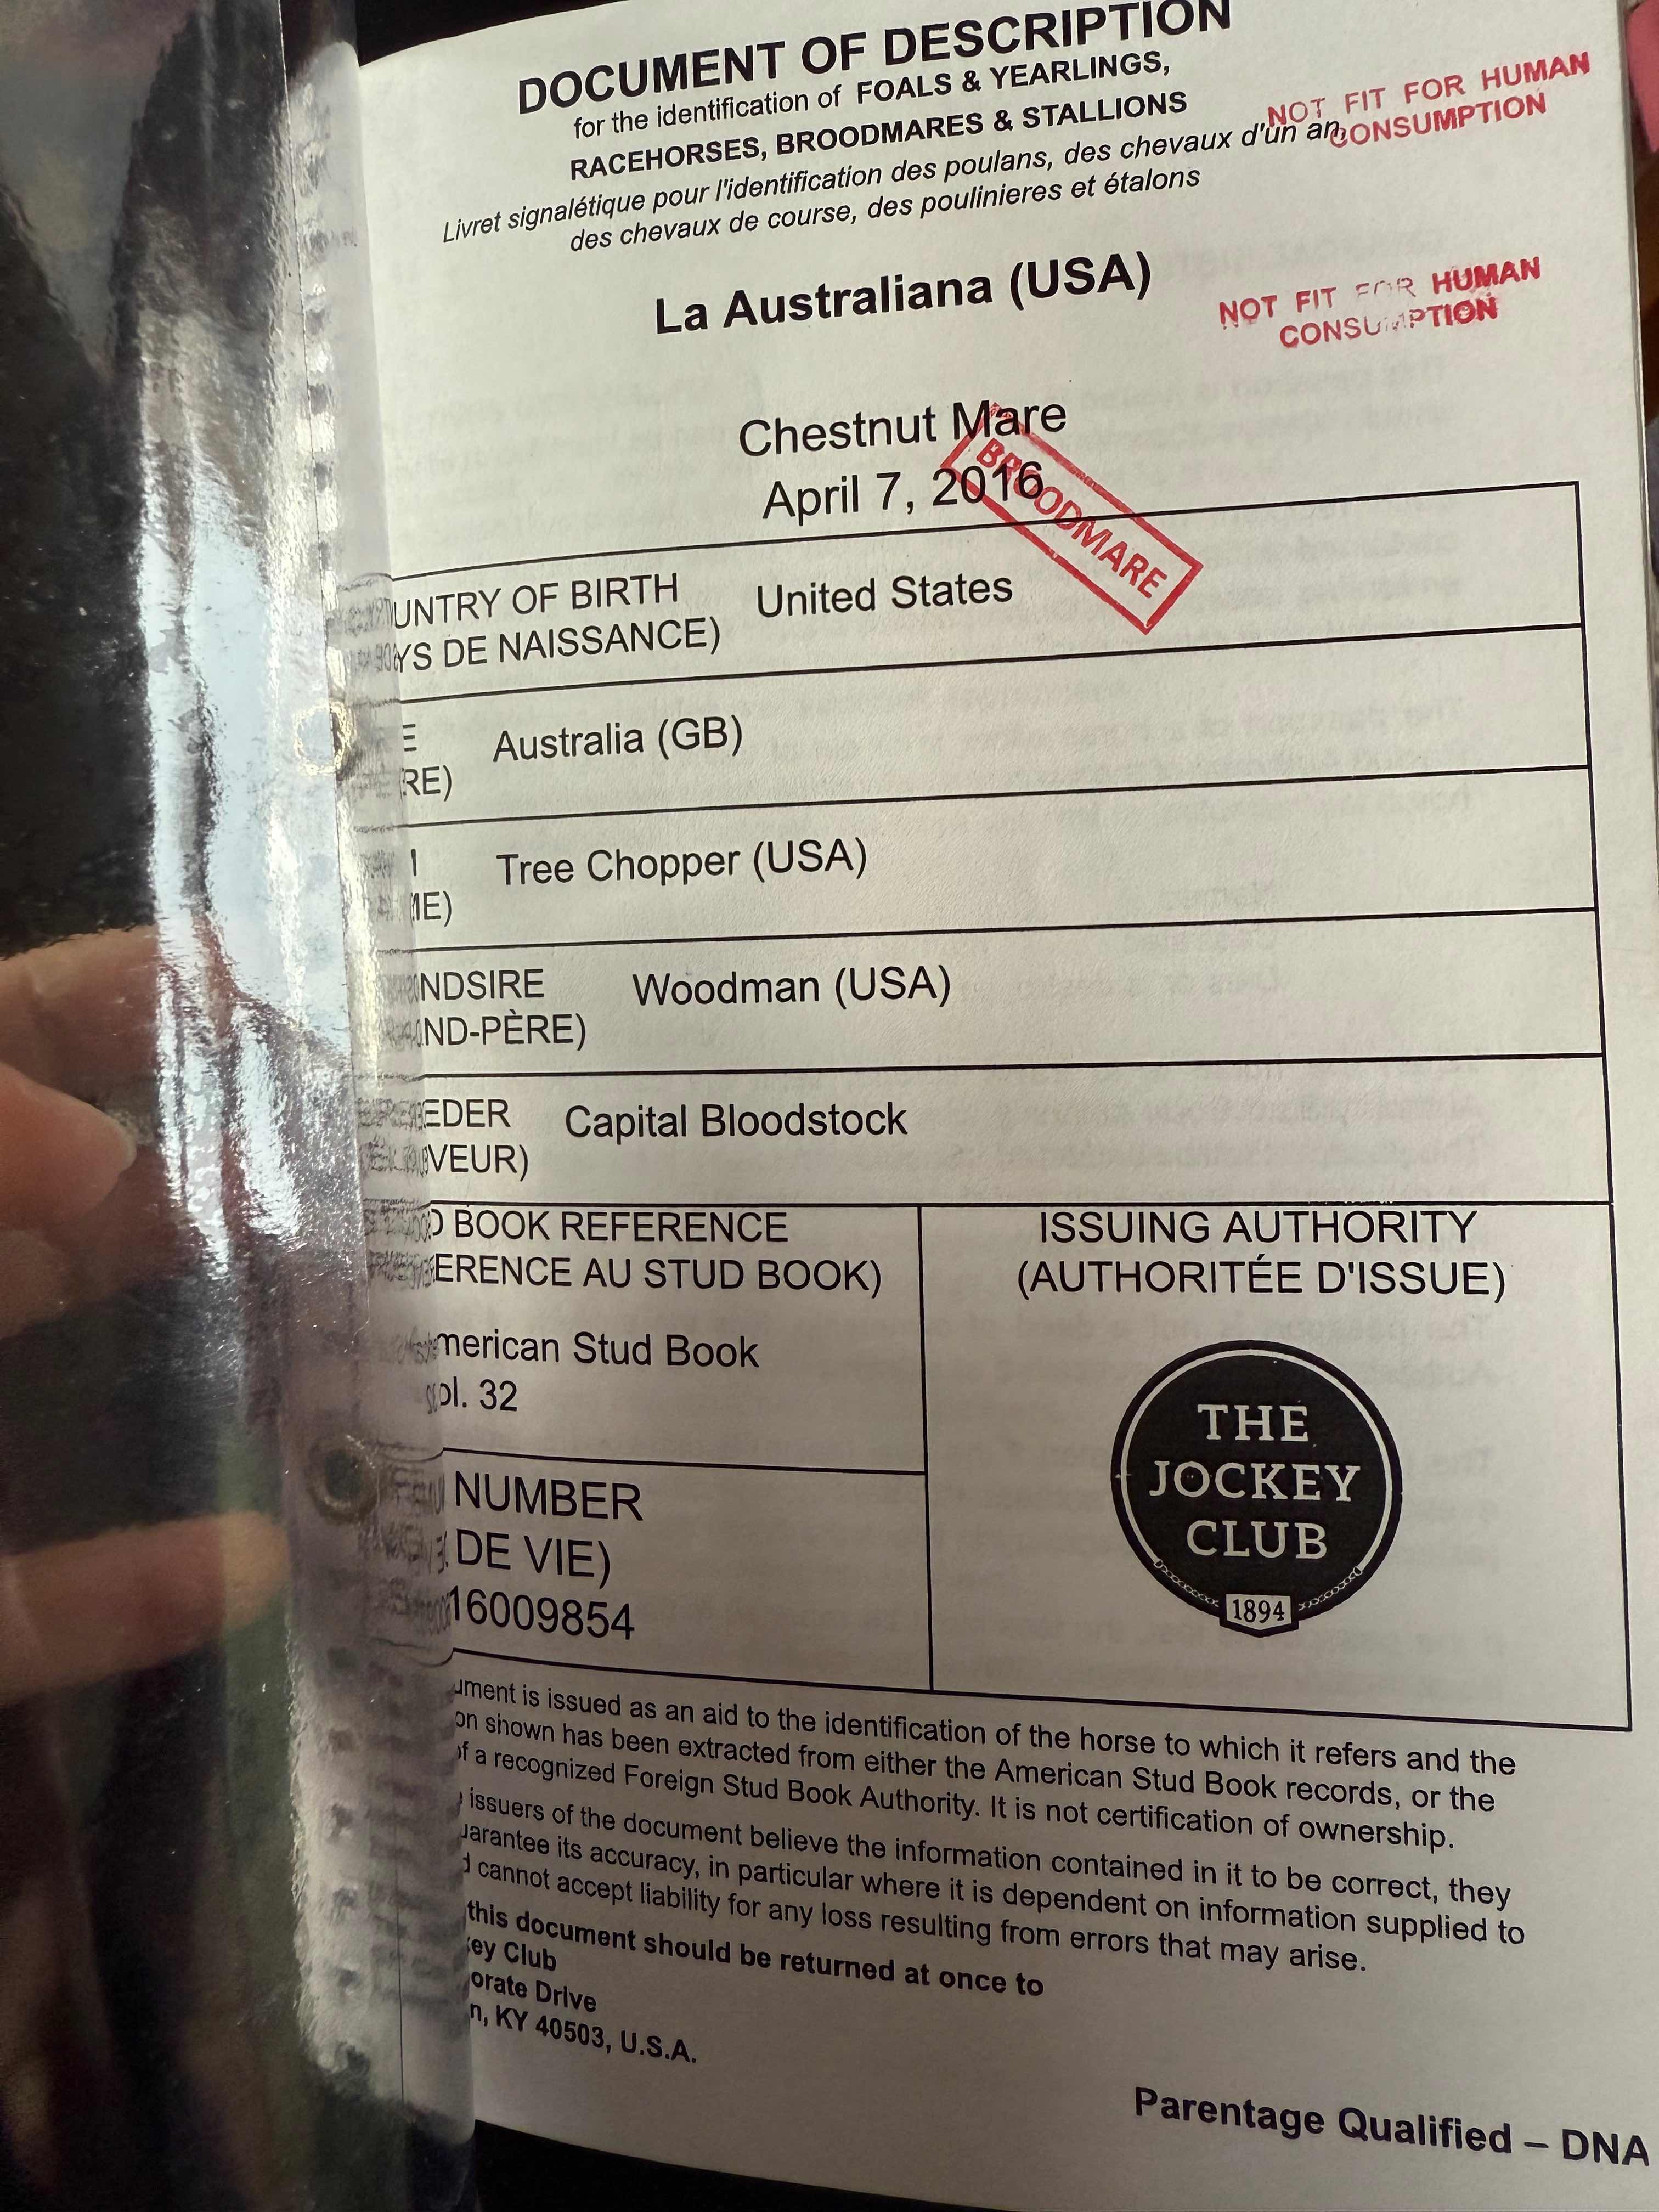 DOCUMENT OF DESCRIPTION
for the identification of FOALS & YEARLINGS,
RACEHORSES, BROODMARES & STALLIONS
Livret signalétique pour l'identification des poulans, des chevaux d'un an,
des chevaux de course, des poulinieres et étalons
NOT FIT FOR HUMAN
CONSUMPTION
La Australiana (USA)
NOT FIT FOR HUMAN
CONSUMPTION
Chestnut Mare
April 7, 2016
BROODMARE
UNTRY OF BIRTH
YS DE NAISSANCE)
United States
E
RE)
Australia (GB)
Tree Chopper (USA)
ME)
NDSIRE
ND-PÈRE)
Woodman (USA)
EDER
VEUR)
Capital Bloodstock
D BOOK REFERENCE
ERENCE AU STUD BOOK)
merican Stud Book
ol. 32
ISSUING AUTHORITY
(AUTHORITÉE D'ISSUE)
THE
JOCKEY
CLUB
1894
NUMBER
DE VIE)
16009854
ument is issued as an aid to the identification of the horse to which it refers and the
on shown has been extracted from either the American Stud Book records, or the
of a recognized Foreign Stud Book Authority. It is not certification of ownership.
issuers of the document believe the information contained in it to be correct, they
uarantee its accuracy, in particular where it is dependent on information supplied to
d cannot accept liability for any loss resulting from errors that may arise.
this document should be returned at once to
key Club
orate Drive
n, KY 40503, U.S.A.
Parentage Qualified – DNA